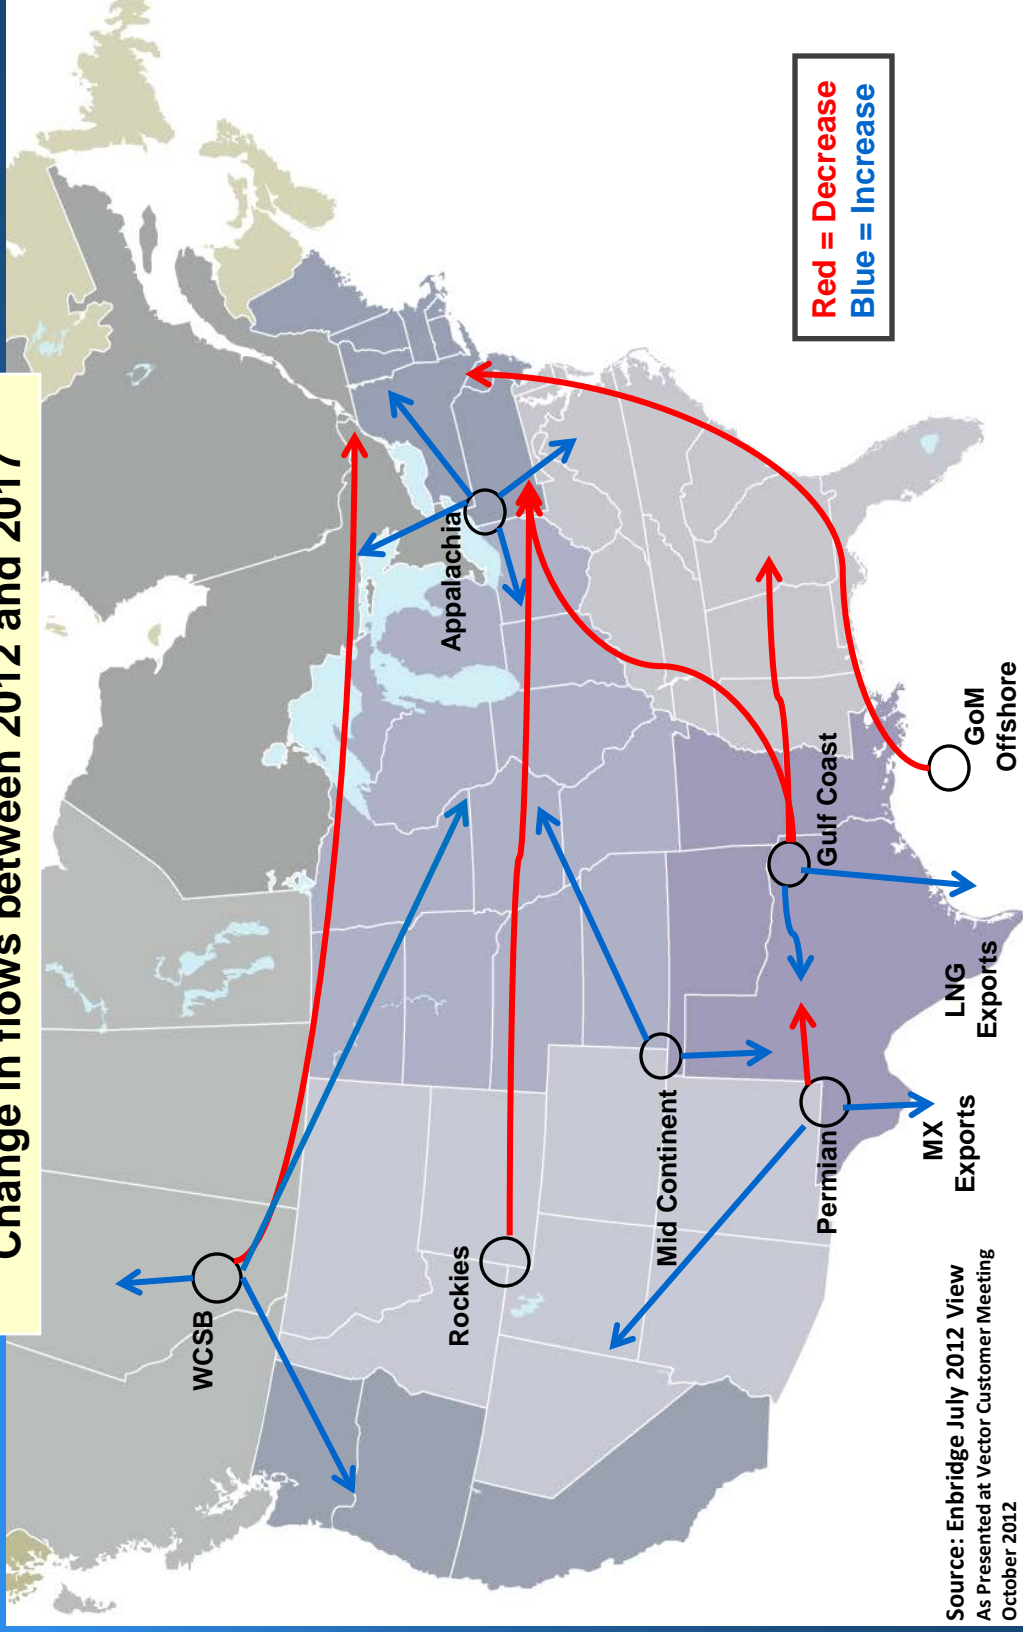 Change in flows between 2012 and 2017
Red = Decrease
Blue = Increase
WCSB
Rockies
Appalachia
Mid Continent
Permian
Gulf Coast
GoM
Offshore
LNG
Exports
MX
Exports
Source: Enbridge July 2012 View
As Presented at Vector Customer Meeting
October 2012